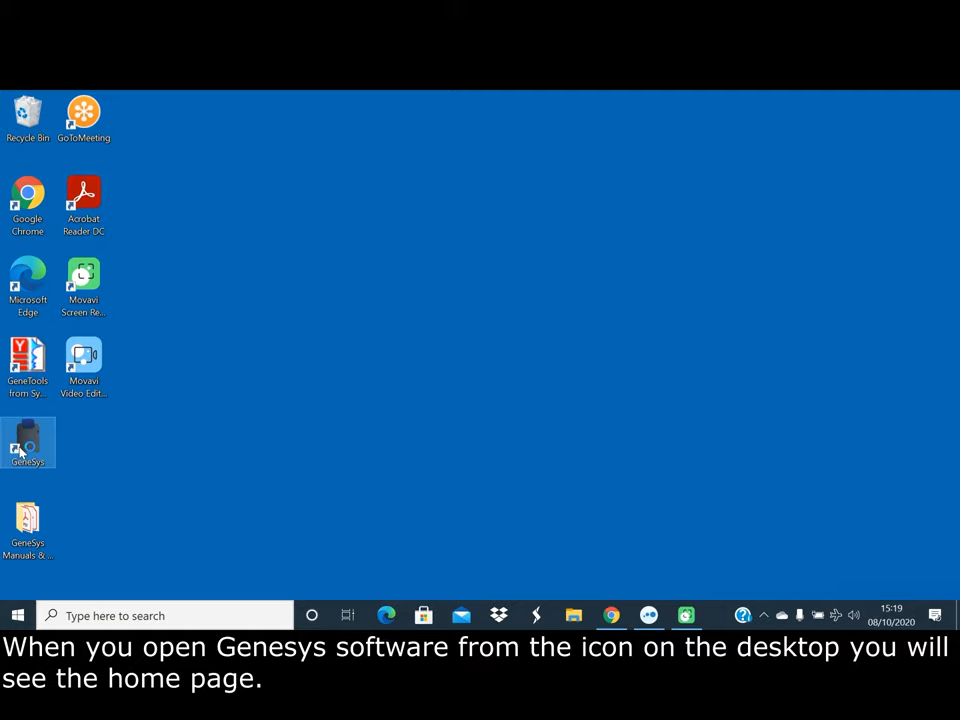 Recycle Bin
GoToMeeting
Google
Chrome
Acrobat
Reader DC
Microsoft
Edge
Movavi
Screen Re...
GeneTools
from Sy...
Movavi
Video Edit...
GeneSys
GeneSys
Manuals & ...
Type here to search
15:19
08/10/2020
When you open Genesys software from the icon on the desktop you will
see the home page.